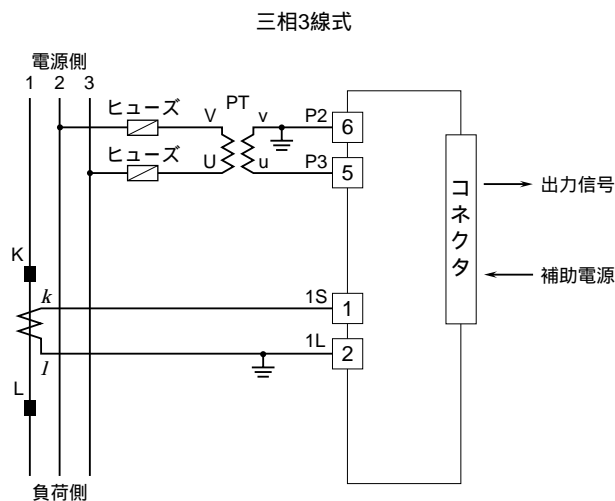 三相3線式
電源側
1 2 3
ヒューズ
PT
V
v
P2
6
ヒューズ
U
u
P3
5
コネクタ
出力信号
補助電源
K
k
1S
1
1L
2
l
L
負荷側